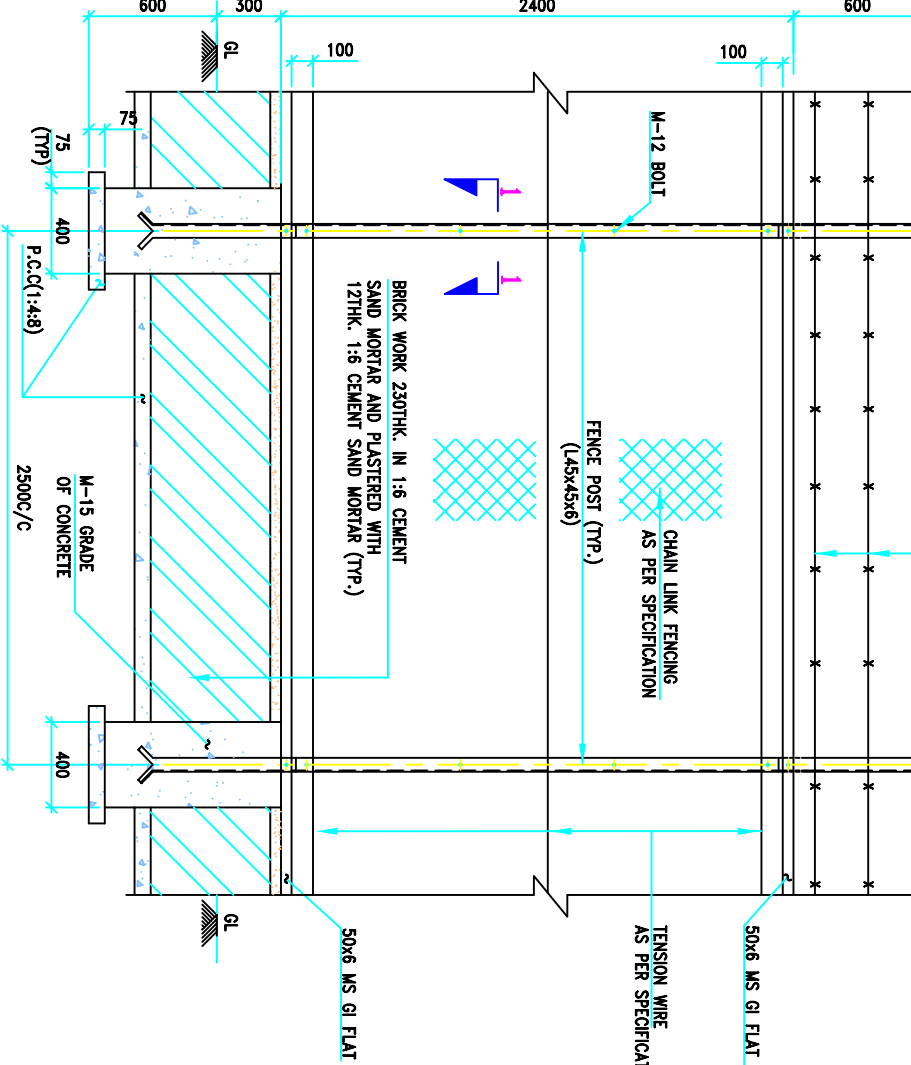 600
300
2400
600
GL
100
100
75
75
(TYP)
M-12 BOLT
1
1
400
P.C.C(1:4:8)
BRICK WORK 230THK. IN 1:6 CEMENT
SAND MORTAR AND PLASTERED WITH
12THK. 1:6 CEMENT SAND MORTAR (TYP.)
FENCE POST (TYP.)
(L45x45x6)
CHAIN LINK FENCING
AS PER SPECIFICATION
2500C/C
M-15 GRADE
OF CONCRETE
400
GL
50x6 MS GI FLAT
TENSION WIRE
AS PER SPECIFICAT
50x6 MS GI FLAT